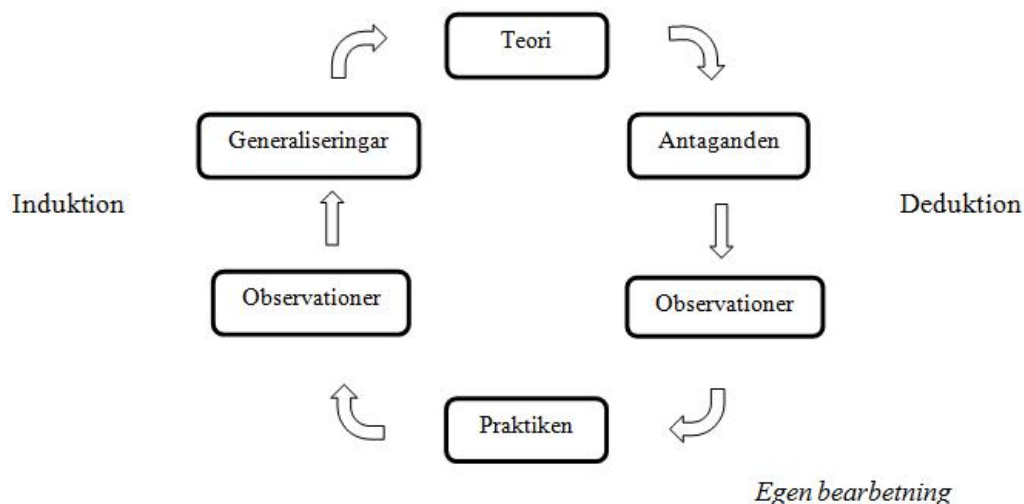 Teori
Generaliseringar
Antaganden
Induktion
Deduktion
Observationer
Observationer
Praktiken
Egen bearbetning